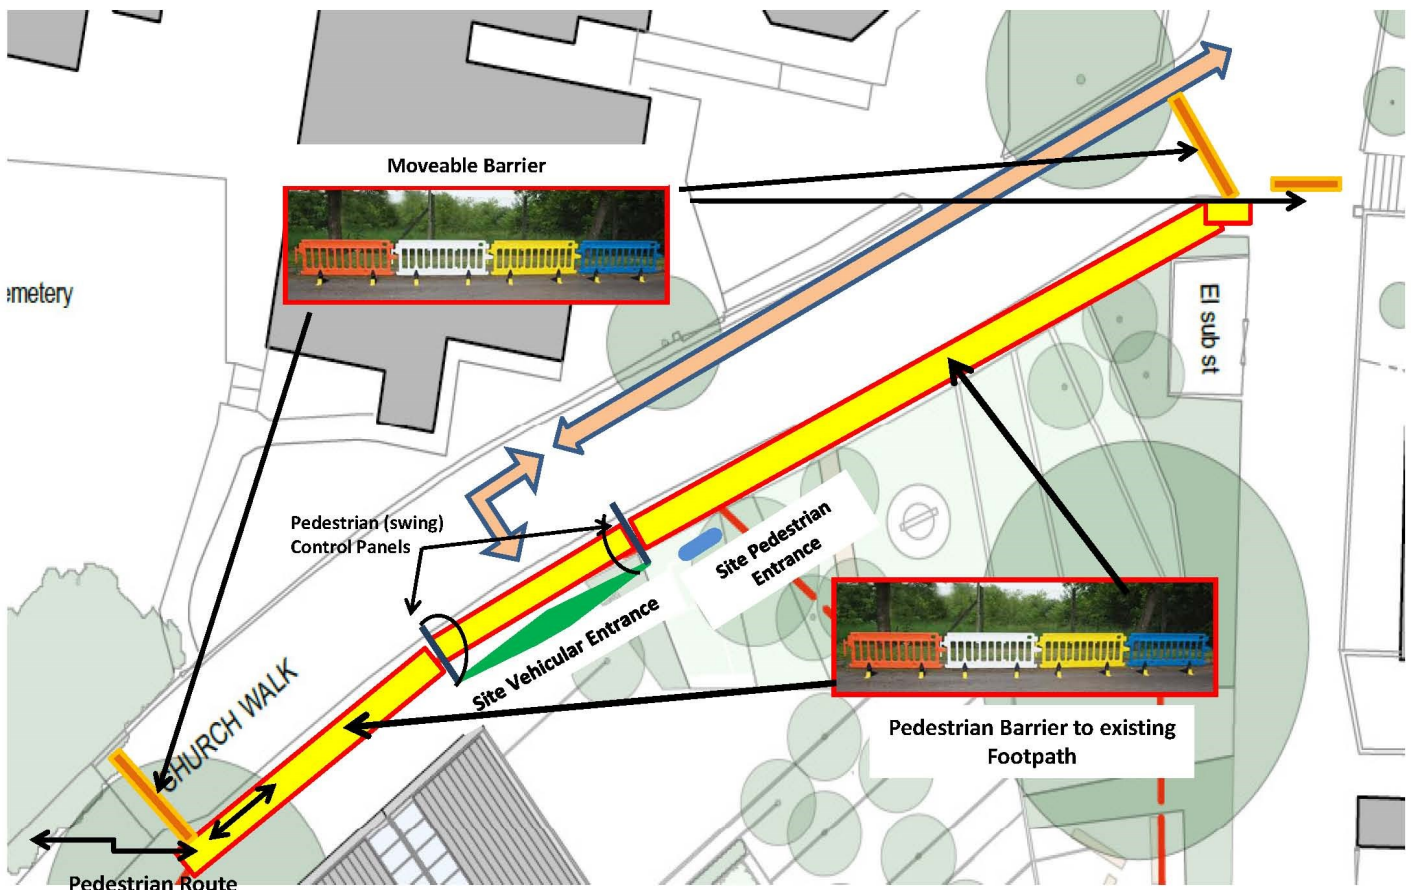 Moveable Barrier
emetery
El sub st
Pedestrian (swing)
Control Panels
Site Pedestrian
Entrance
Site Vehicular Entrance
CHURCH WALK
Pedestrian Barrier to existing
Footpath
Pedestrian Route